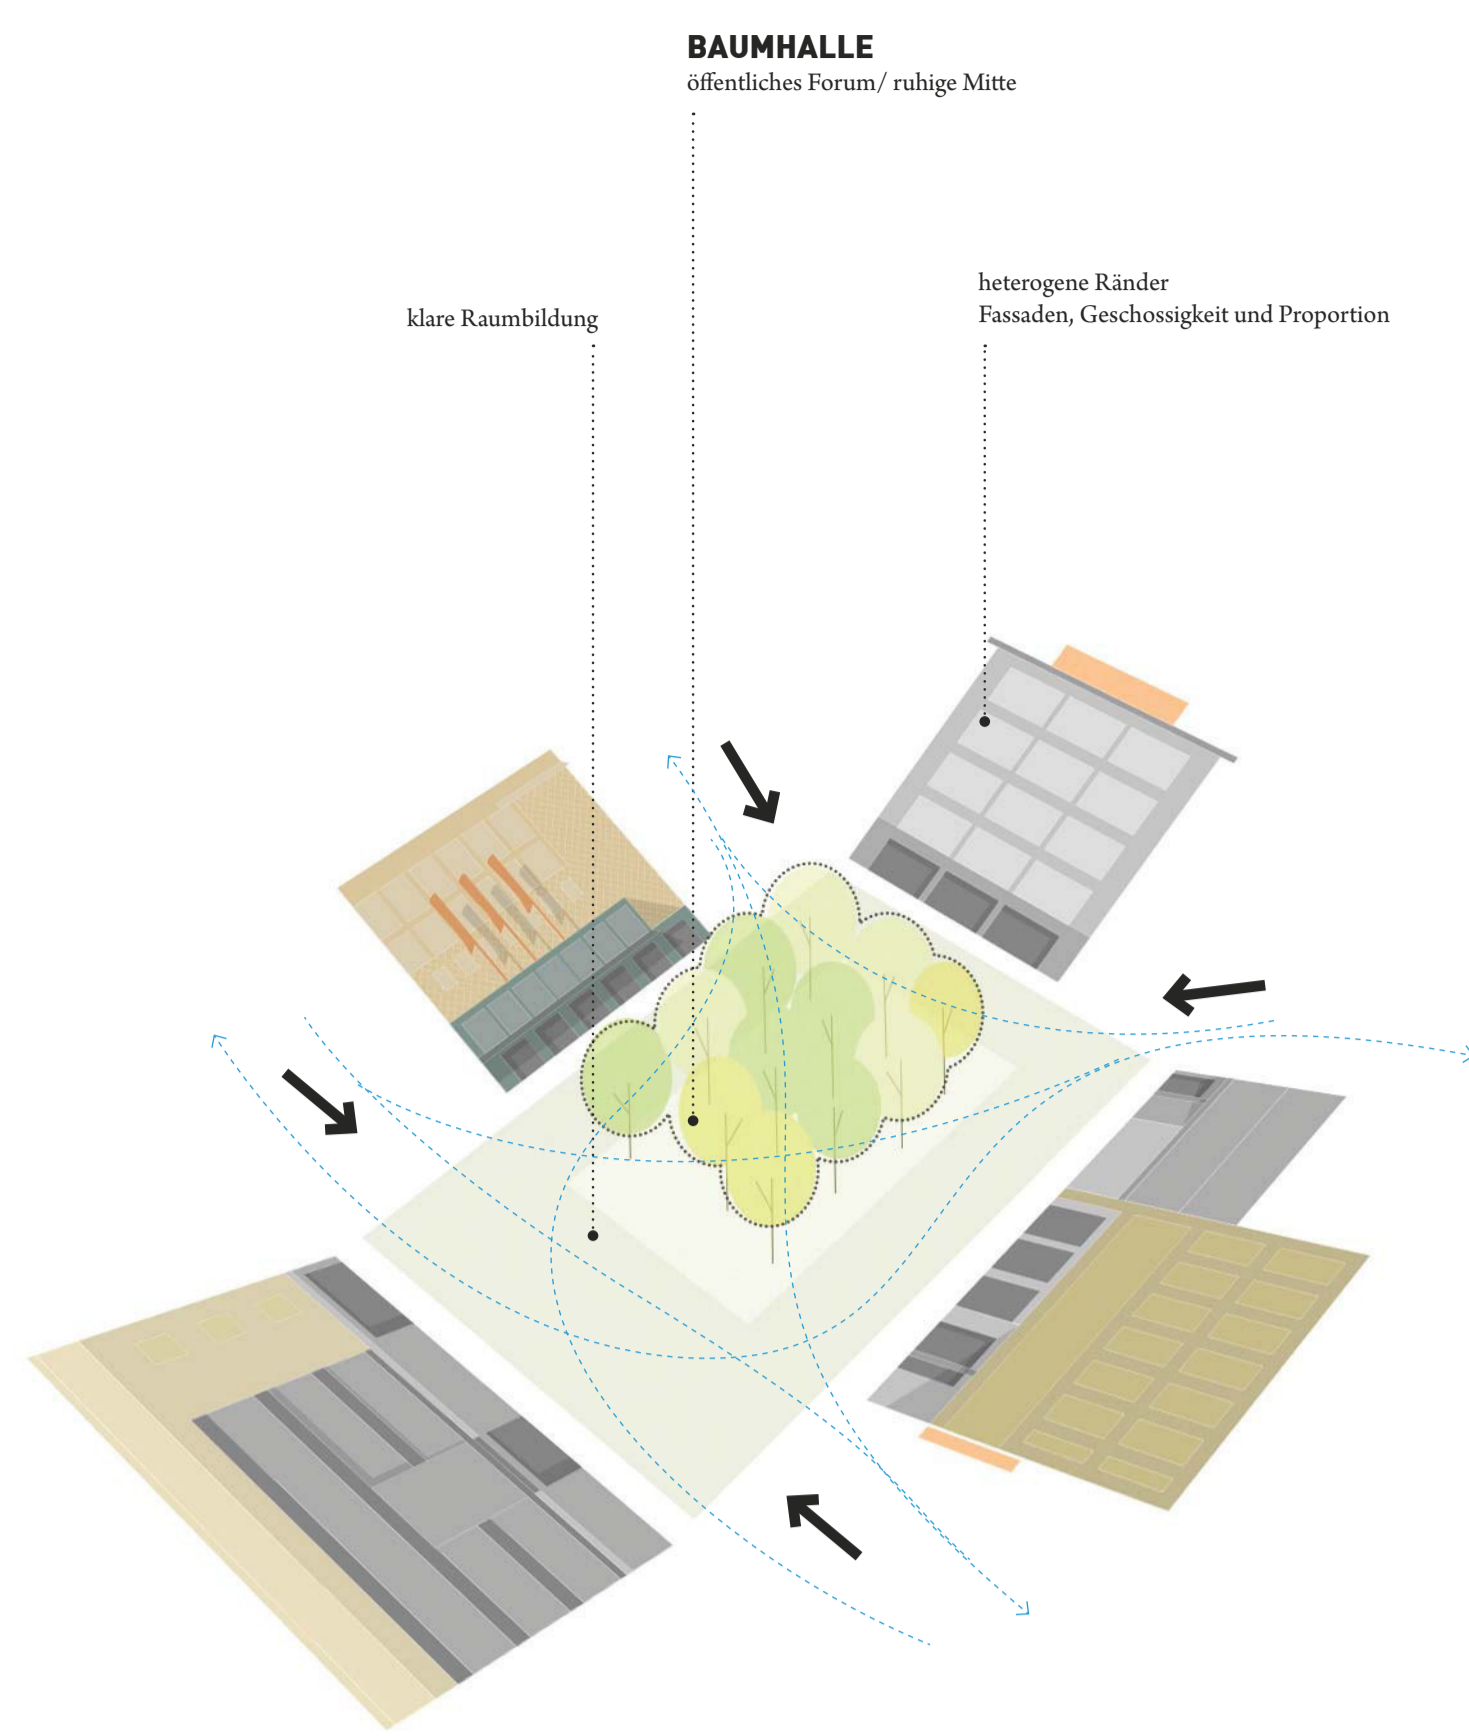 BAUMHALLE
öffentliches Forum/ ruhige Mitte
heterogene Ränder
Fassaden, Geschossigkeit und Proportion
klare Raumbildung